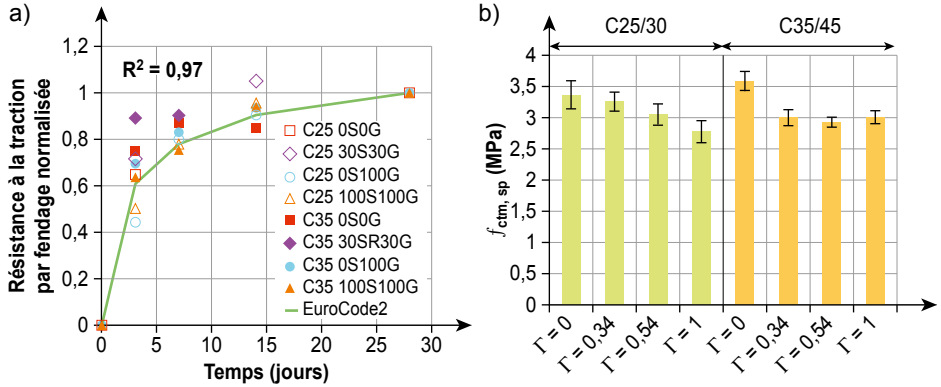 a)
Résistance à la traction
par fendage normalisée
1,2
1
0,8
0,6
0,4
0,2
0
R² = 0,97
C25 0S0G
C25 30S30G
C25 0S100G
C25 100S100G
C35 0S0G
C35 30SR30G
C35 0S100G
C35 100S100G
EuroCode2
0 5 10 15 20 25 30
Temps (jours)
b)
C25/30 C35/45
fctm, sp (MPa)
4
3,5
3
2,5
2
1,5
1
0,5
0
Γ = 0 Γ = 0,34 Γ = 0,54 Γ = 1 Γ = 0 Γ = 0,34 Γ = 0,54 Γ = 1